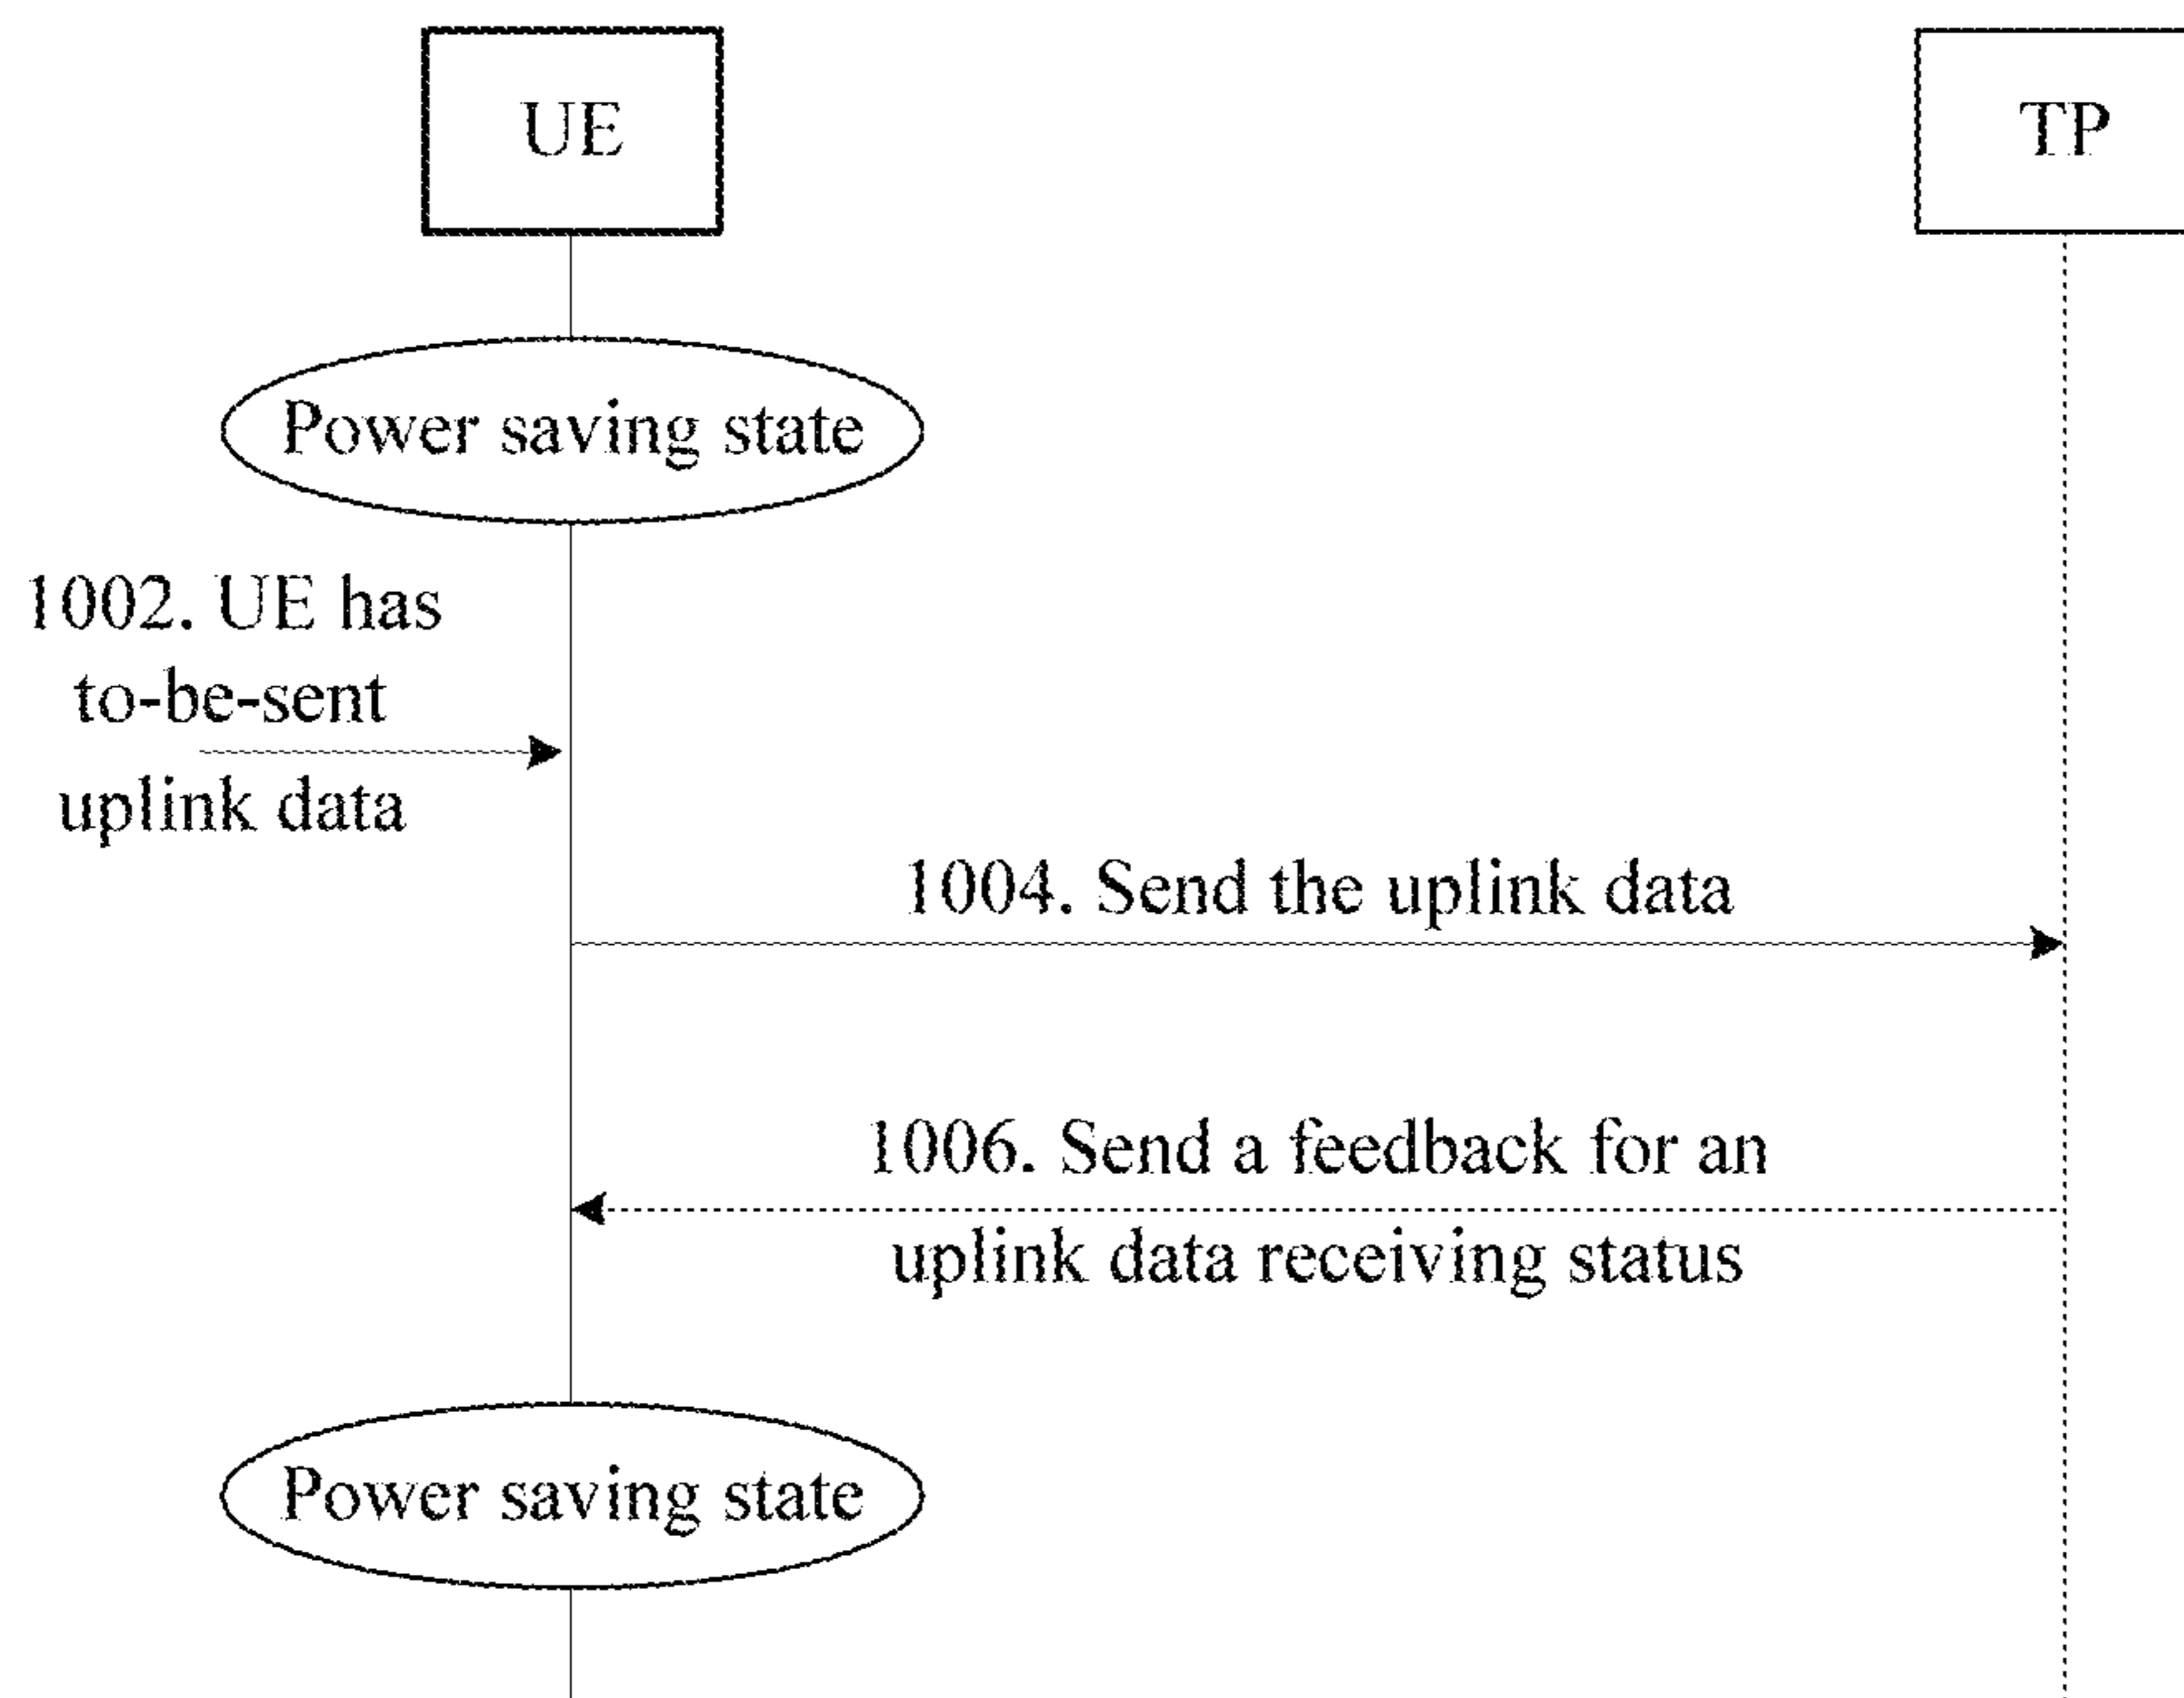 UE
TP
Power saving state
1002. UE has
to-be-sent
uplink data
1004. Send the uplink data
1006. Send a feedback for an
uplink data receiving status
Power saving state